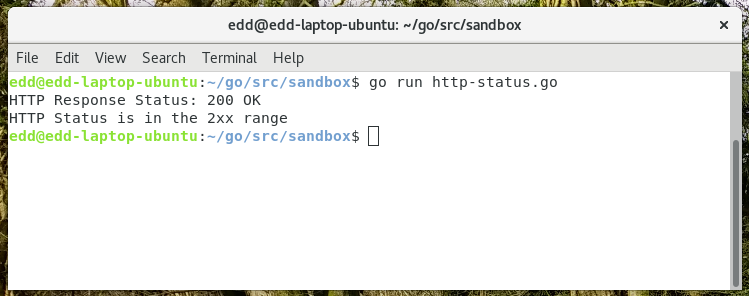 edd@edd-laptop-ubuntu: ~/go/src/sandbox ×
File Edit View Search Terminal Help
edd@edd-laptop-ubuntu:~/go/src/sandbox$ go run http-status.go
HTTP Response Status: 200 OK
HTTP Status is in the 2xx range
edd@edd-laptop-ubuntu:~/go/src/sandbox$